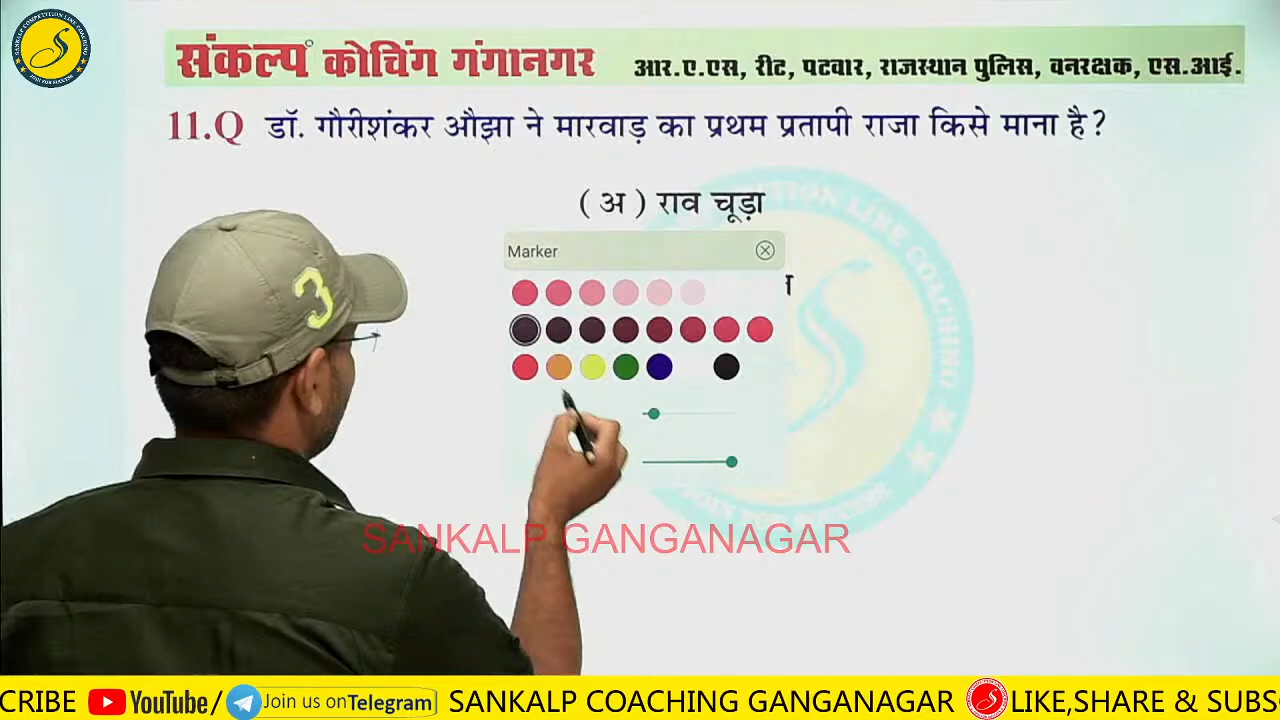 संकल्प कोचिंग गंगानगर
आर.ए.एस, रीट, पटवार, राजस्थान पुलिस, वनरक्षक, एस.आई.
11.Q डॉ. गौरीशंकर औझा ने मारवाड़ का प्रथम प्रतापी राजा किसे माना है?
( अ ) राव चूड़ा
Marker
3
SANKALP GANGANAGAR
CRIBE YouTube / Join us on Telegram SANKALP COACHING GANGANAGAR LIKE,SHARE & SUBS